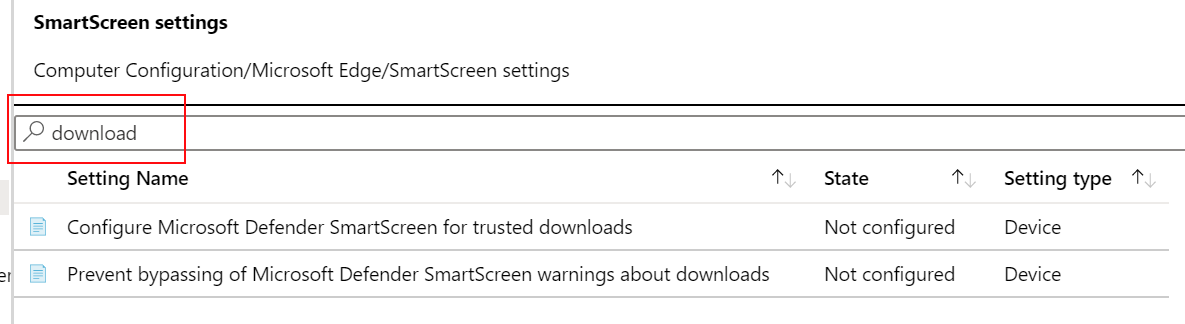 SmartScreen settings
Computer Configuration/Microsoft Edge/SmartScreen settings
download
Setting Name State Setting type
Configure Microsoft Defender SmartScreen for trusted downloads Not configured Device
Prevent bypassing of Microsoft Defender SmartScreen warnings about downloads Not configured Device